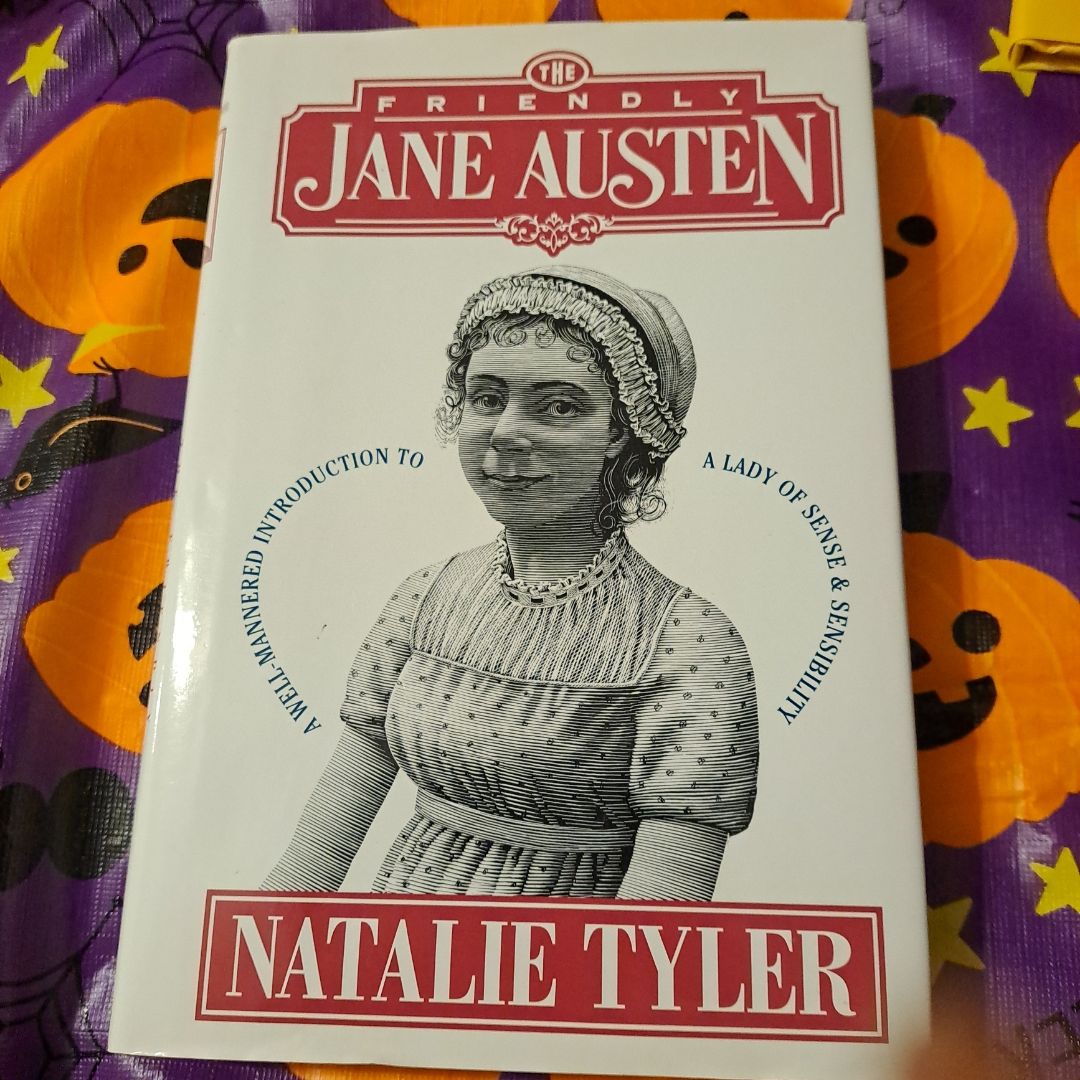 THE
FRIENDLY
JANE AUSTEN
A WELL-MANNERED INTRODUCTION TO
A LADY OF SENSE & SENSIBILITY
NATALIE TYLER